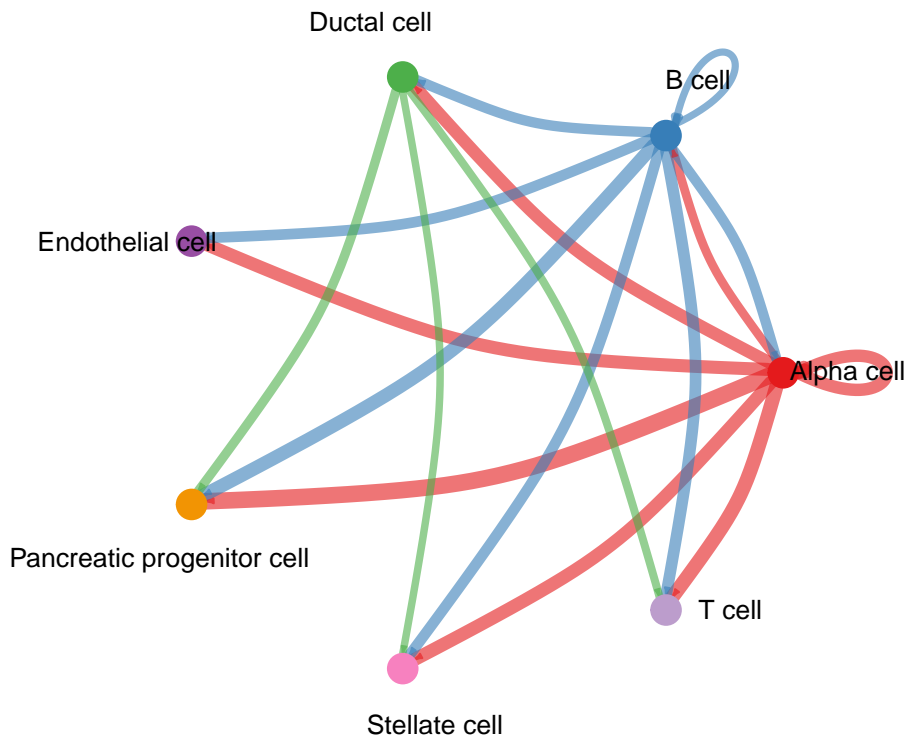 Ductal cell
B cell
Endothelial cell
Alpha cell
Pancreatic progenitor cell
T cell
Stellate cell